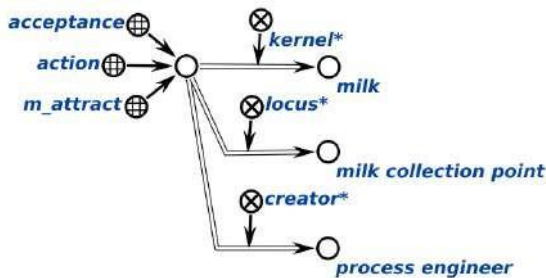 acceptance
kernel*
action
milk
m_attract
locus*
milk collection point
creator*
process engineer